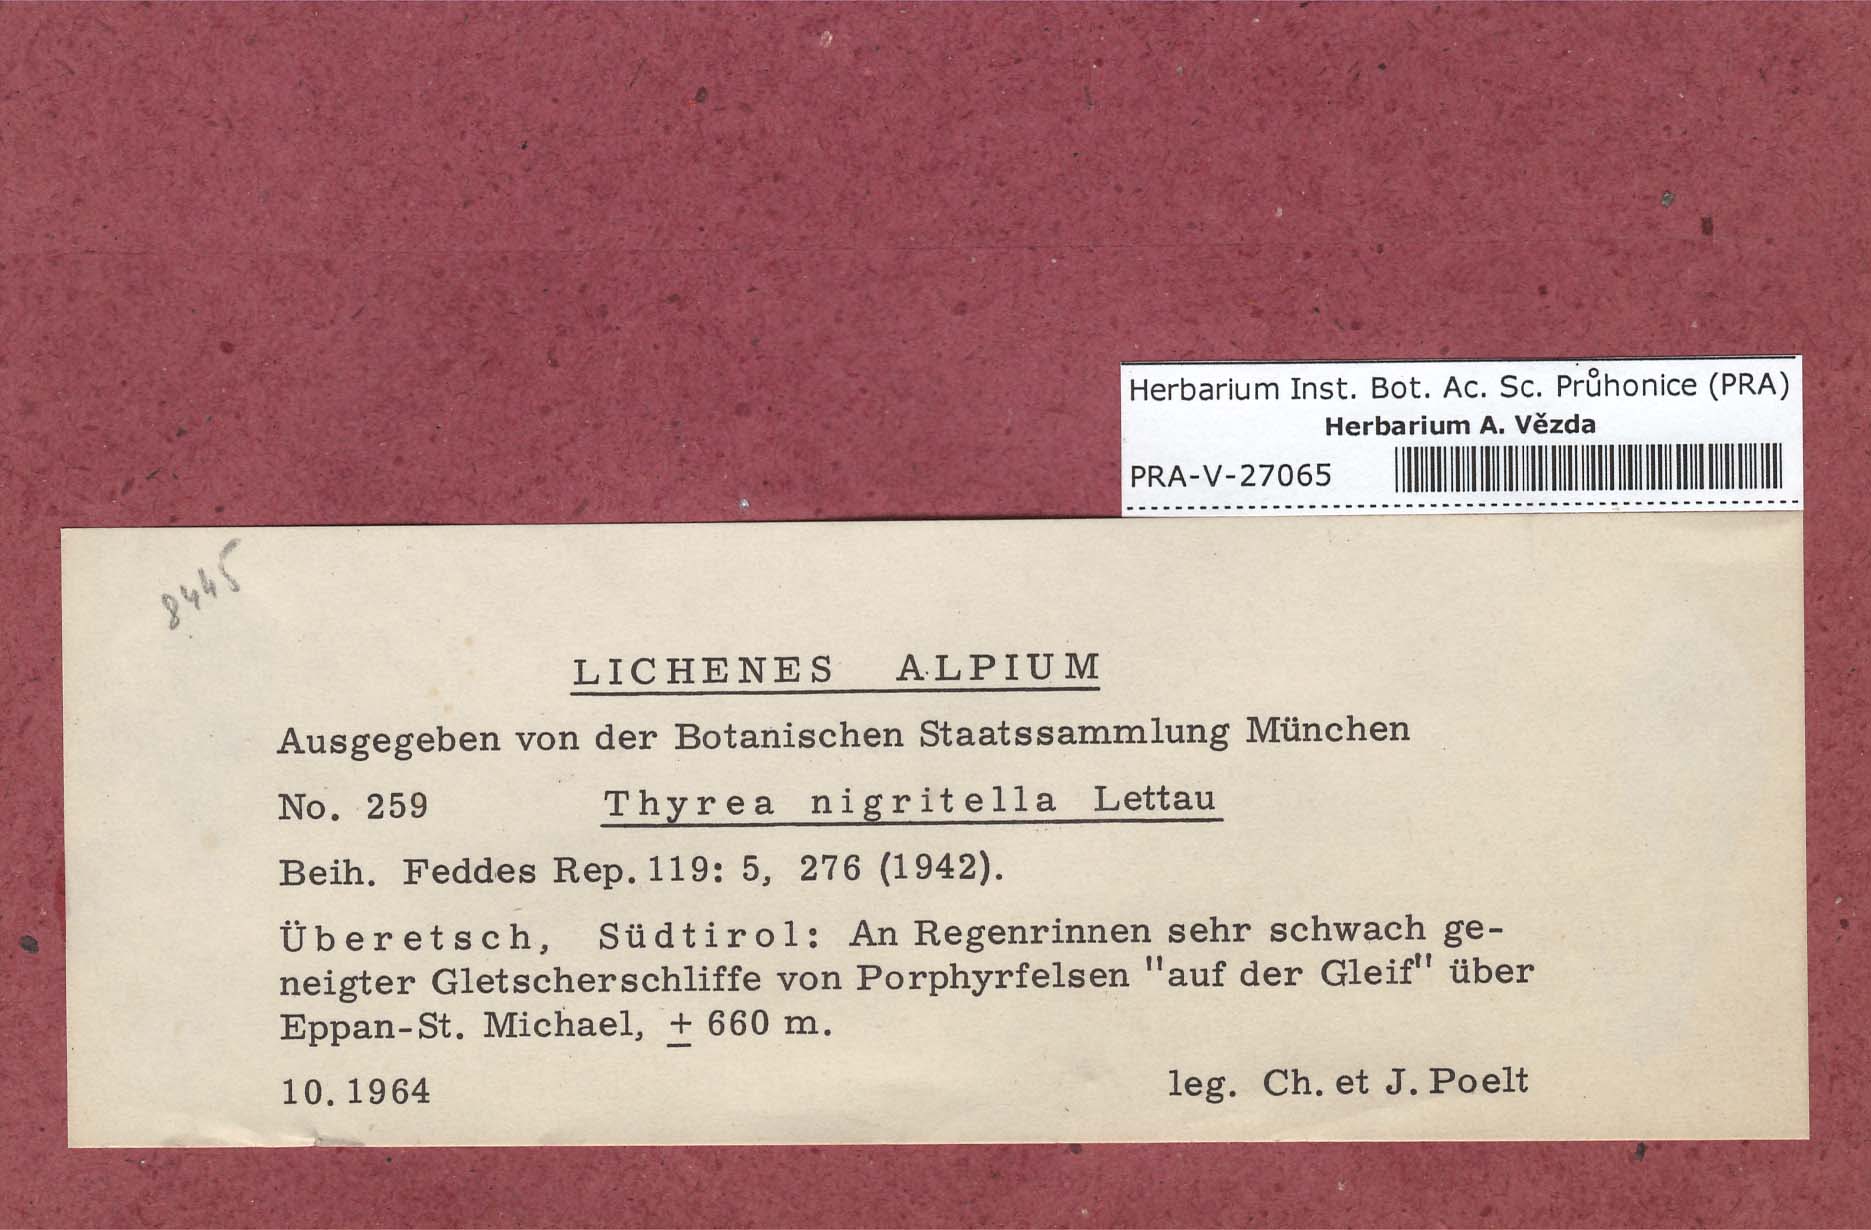 Herbarium Inst. Bot. Ac. Sc. Průhonice (PRA)
Herbarium A. Vězda
PRA-V-27065
8445
LICHENES ALPIUM
Ausgegeben von der Botanischen Staatssammlung München
No. 259 Thyrea nigritella Lettau
Beih. Feddes Rep. 119: 5, 276 (1942).
Überetsch, Südtirol: An Regenrinnen sehr schwach ge-
neigter Gletscherschliffe von Porphyrfelsen "auf der Gleif" über
Eppan-St. Michael, ± 660 m.
10. 1964 leg. Ch. et J. Poelt